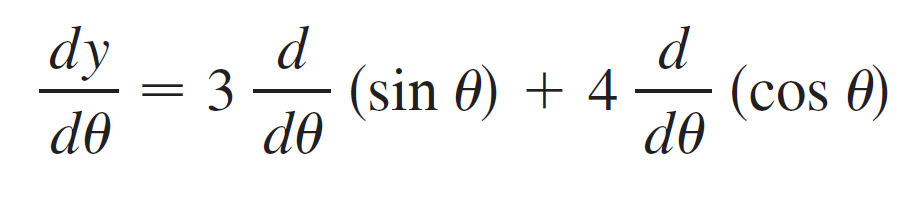 dy/dθ = 3 d/dθ (sin θ) + 4 d/dθ (cos θ)